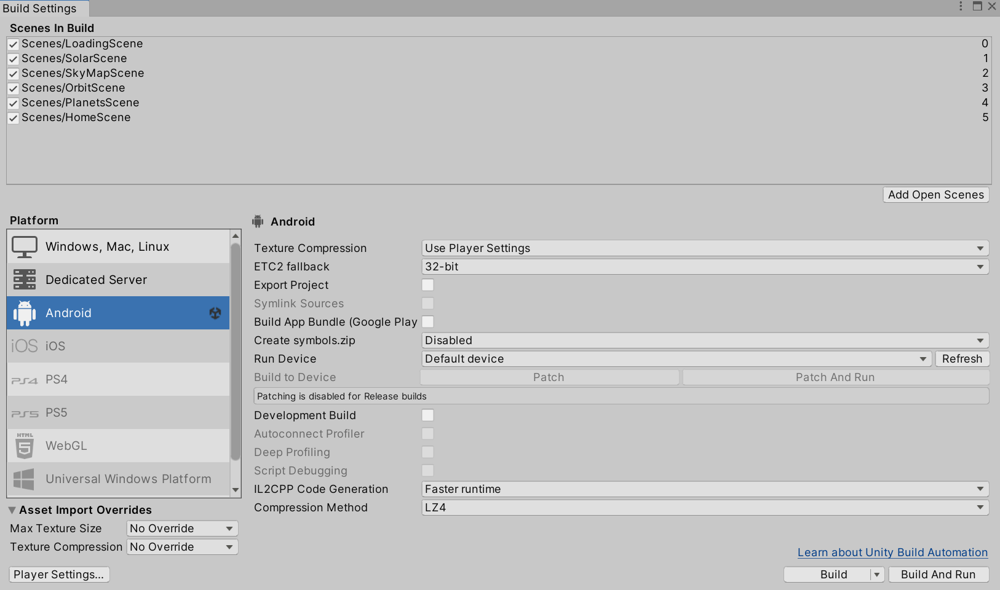 Build Settings
Scenes In Build
Scenes/LoadingScene 0
Scenes/SolarScene 1
Scenes/SkyMapScene 2
Scenes/OrbitScene 3
Scenes/PlanetsScene 4
Scenes/HomeScene 5
Add Open Scenes
Platform
Windows, Mac, Linux
Dedicated Server
Android
iOS iOS
PS4 PS4
PS5 PS5
HTML 5 WebGL
Universal Windows Platform
Asset Import Overrides
Max Texture Size No Override
Texture Compression No Override
Player Settings...
Android
Texture Compression Use Player Settings
ETC2 fallback 32-bit
Export Project
Symlink Sources
Build App Bundle (Google Play
Create symbols.zip Disabled
Run Device Default device Refresh
Build to Device Patch Patch And Run
Patching is disabled for Release builds
Development Build
Autoconnect Profiler
Deep Profiling
Script Debugging
IL2CPP Code Generation Faster runtime
Compression Method LZ4
Learn about Unity Build Automation
Build Build And Run